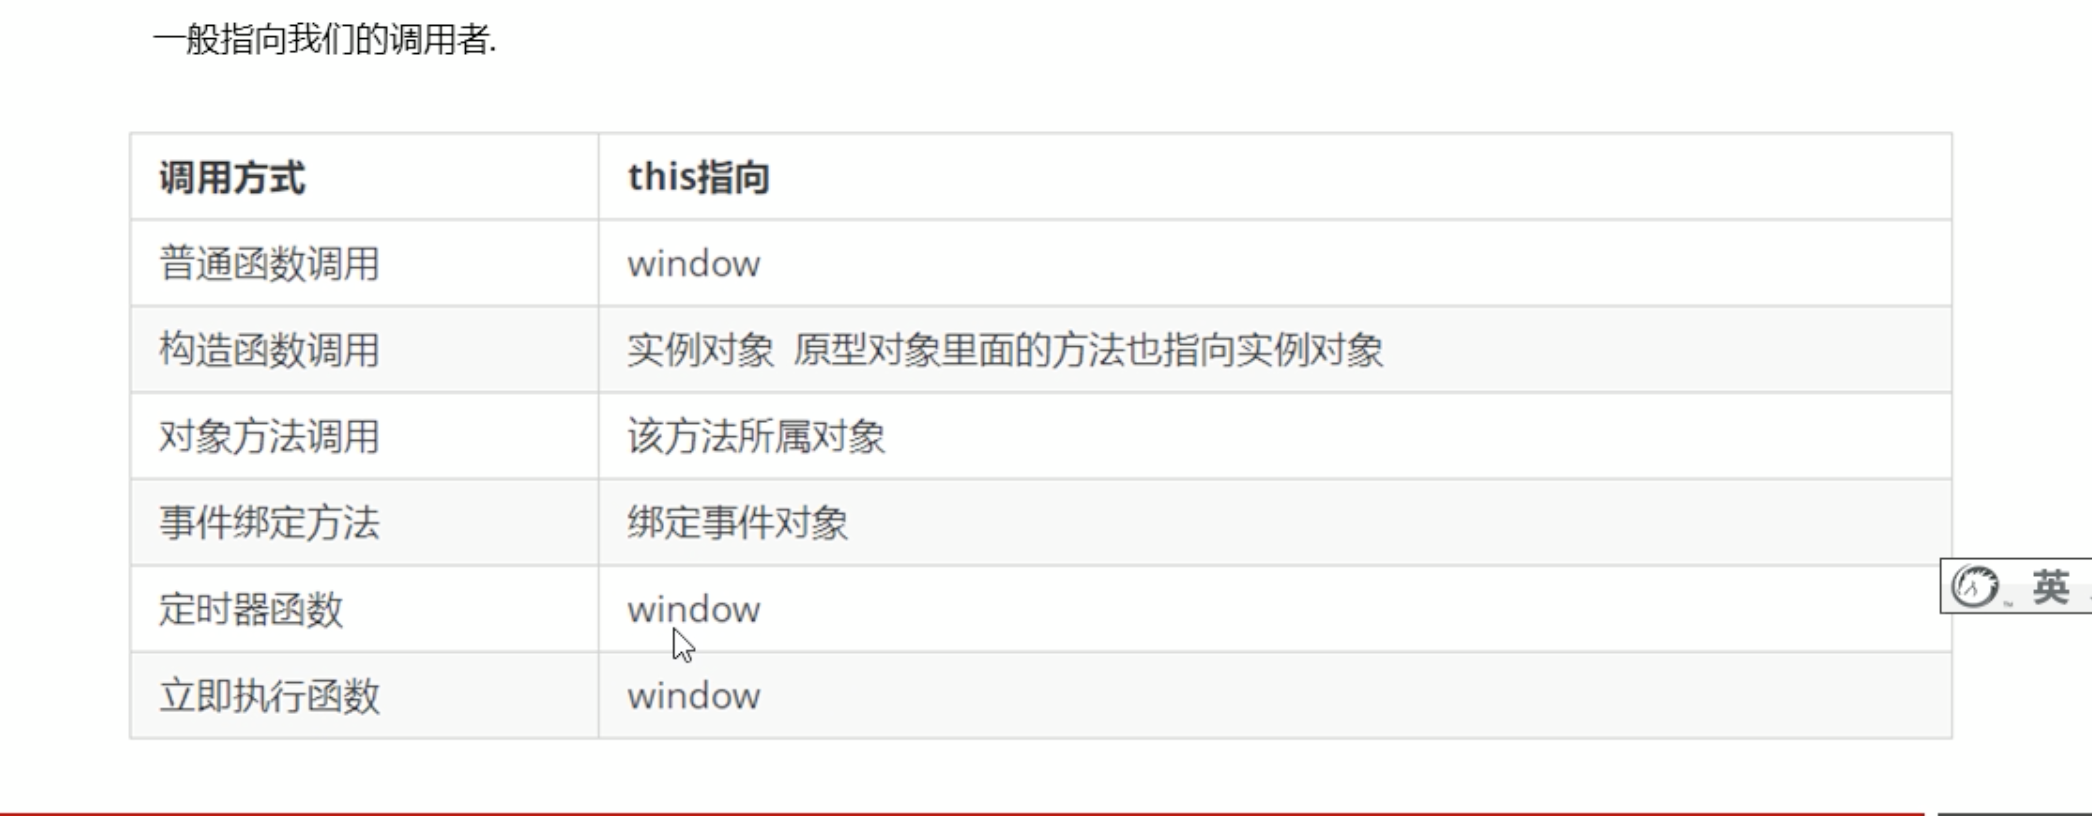 一般指向我们的调用者.
调用方式 this指向
普通函数调用 window
构造函数调用 实例对象 原型对象里面的方法也指向实例对象
对象方法调用 该方法所属对象
事件绑定方法 绑定事件对象
定时器函数 window
英
立即执行函数 window